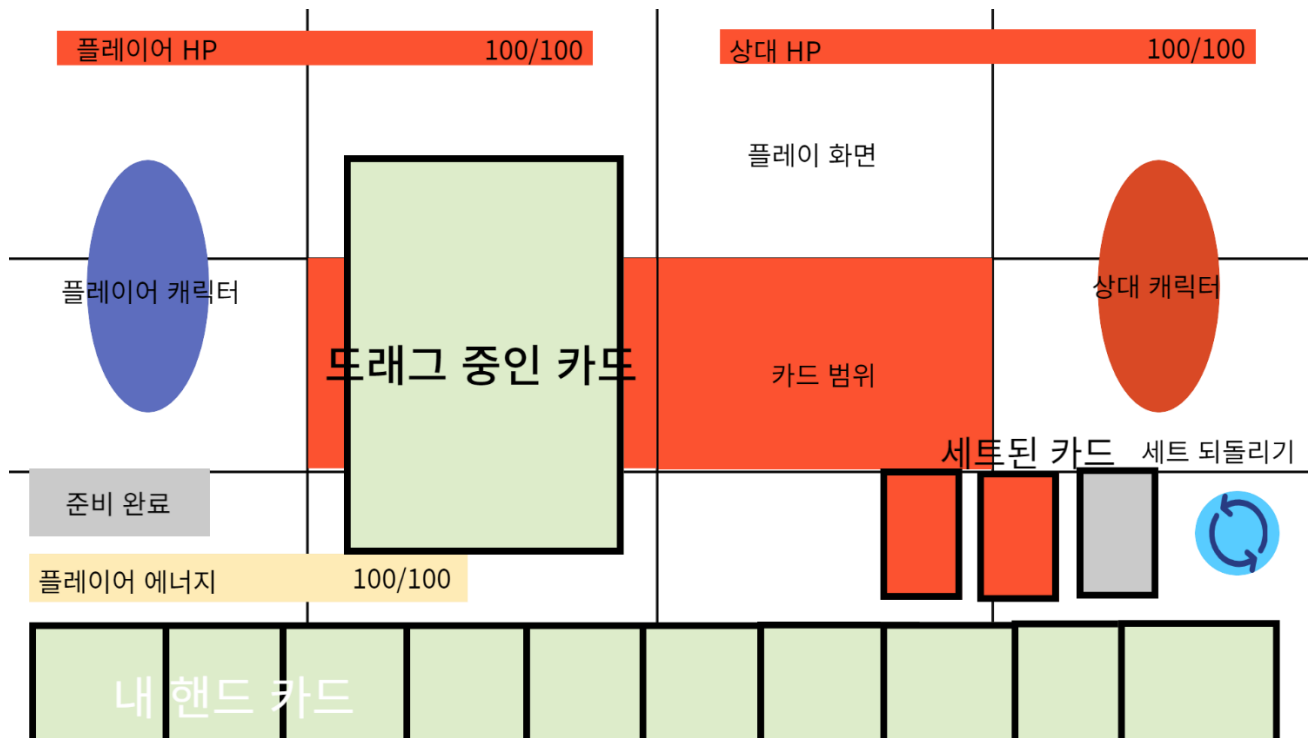 플레이어 HP 100/100
상대 HP 100/100
플레이 화면
플레이어 캐릭터
상대 캐릭터
드래그 중인 카드
카드 범위
세트된 카드
세트 되돌리기
준비 완료
플레이어 에너지 100/100
내 핸드 카드